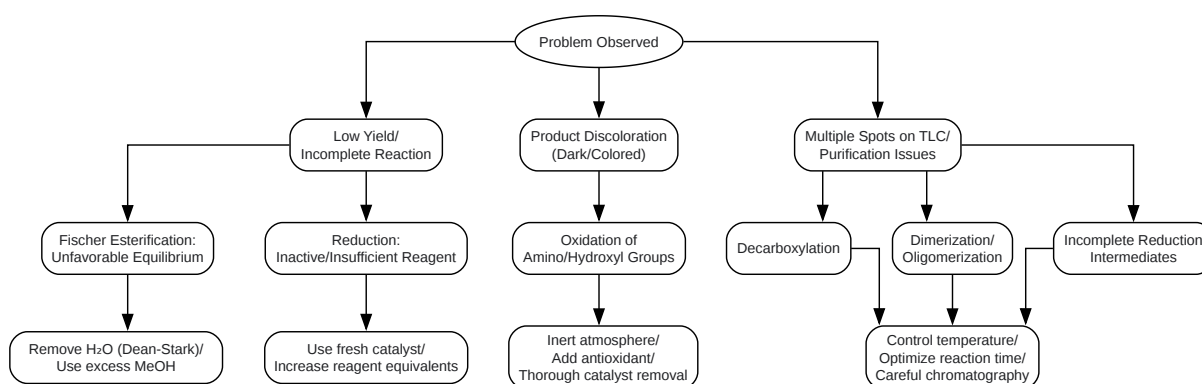 Problem Observed
Low Yield/
Incomplete Reaction
Product Discoloration
(Dark/Colored)
Multiple Spots on TLC/
Purification Issues
Fischer Esterification:
Unfavorable Equilibrium
Reduction:
Inactive/Insufficient Reagent
Oxidation of
Amino/Hydroxyl Groups
Decarboxylation
Dimerization/
Oligomerization
Incomplete Reduction
Intermediates
Remove H₂O (Dean-Stark)/
Use excess MeOH
Use fresh catalyst/
Increase reagent equivalents
Inert atmosphere/
Add antioxidant/
Thorough catalyst removal
Control temperature/
Optimize reaction time/
Careful chromatography